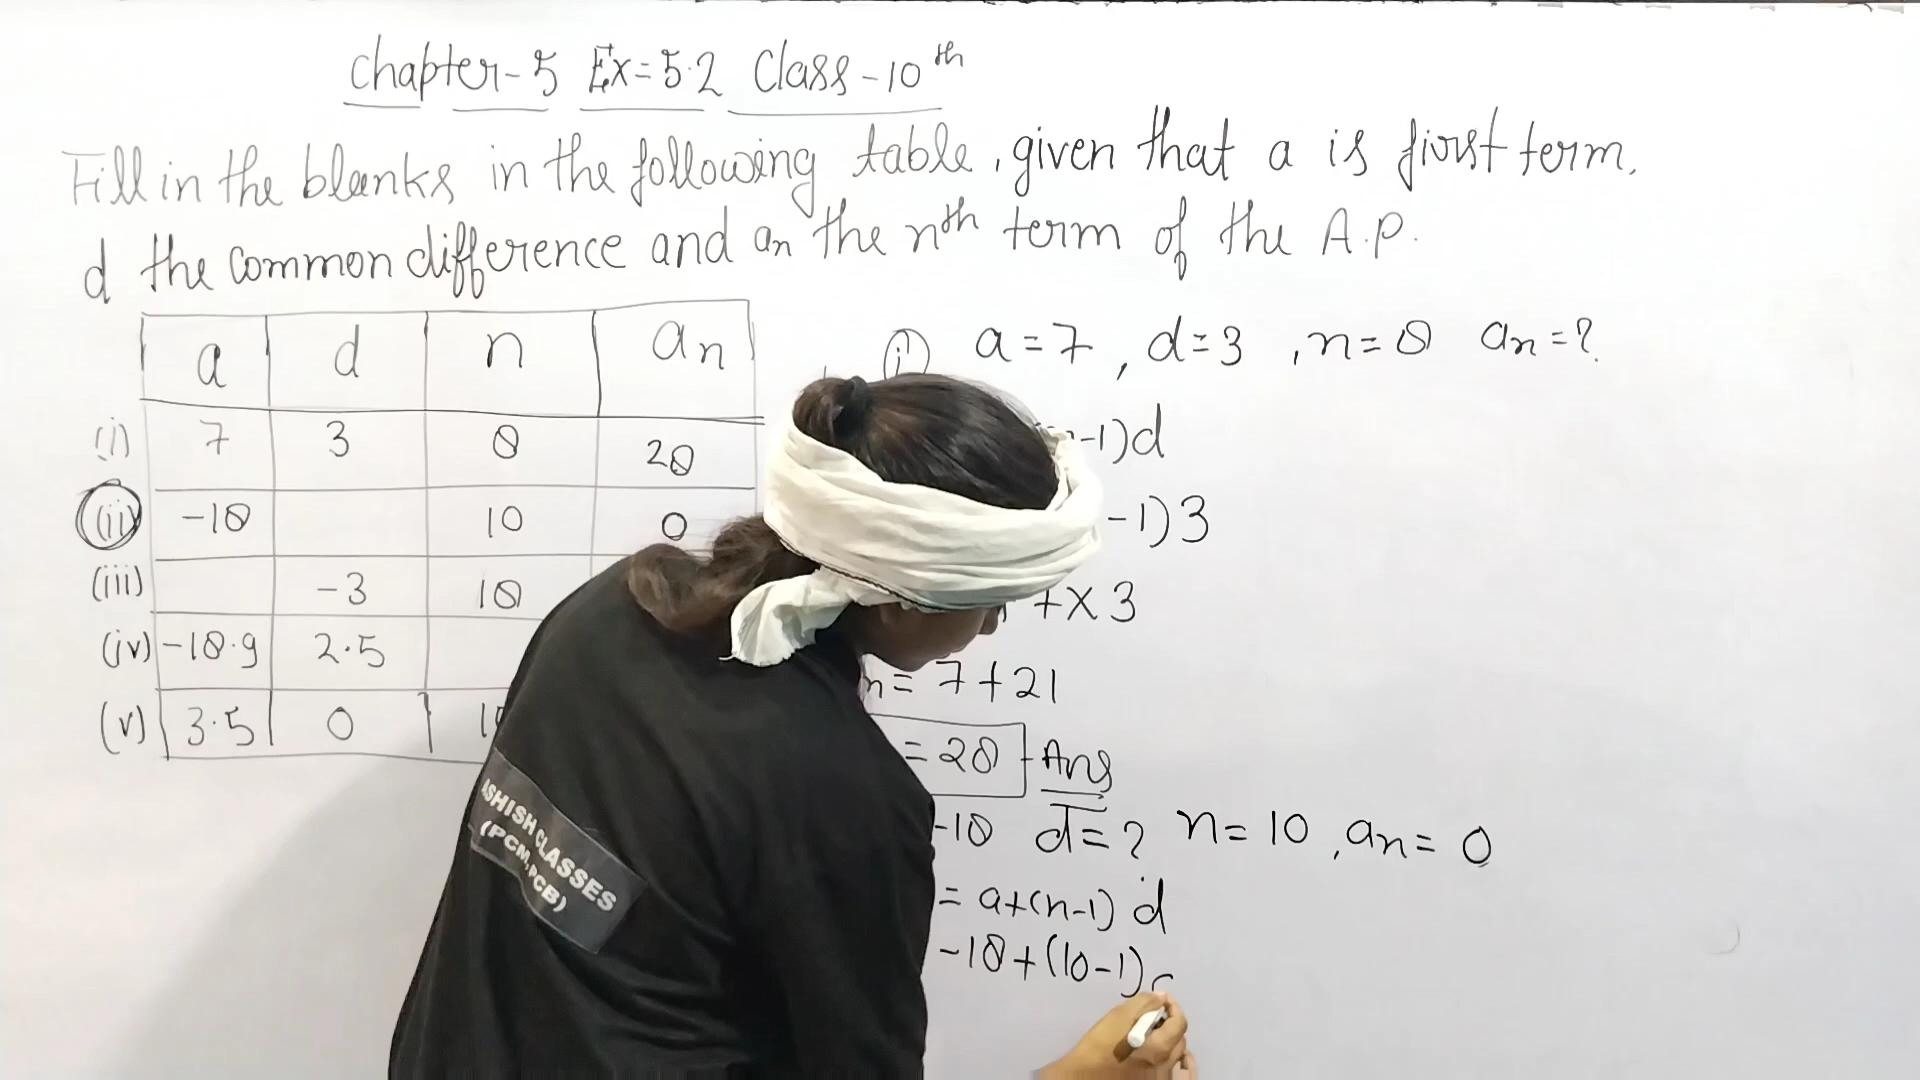 Chapter-5 Ex=5.2 Class-10th
Fill in the blanks in the following table, given that a is first term,
d the common difference and an the nth term of the A.P.
a d n an
(i) 7 3 8 28
(ii) -18 10 0
(iii) -3 18
(iv) -18.9 2.5
(v) 3.5 0
(i) a=7, d=3, n=8 an=?
-1)d
-1)3
7x3
n= 7+21
=28 Ans
-18 d=? n=10, an=0
= a+(n-1)d
-18+(10-1)
ASHISH CLASSES
(PCM, PCB)